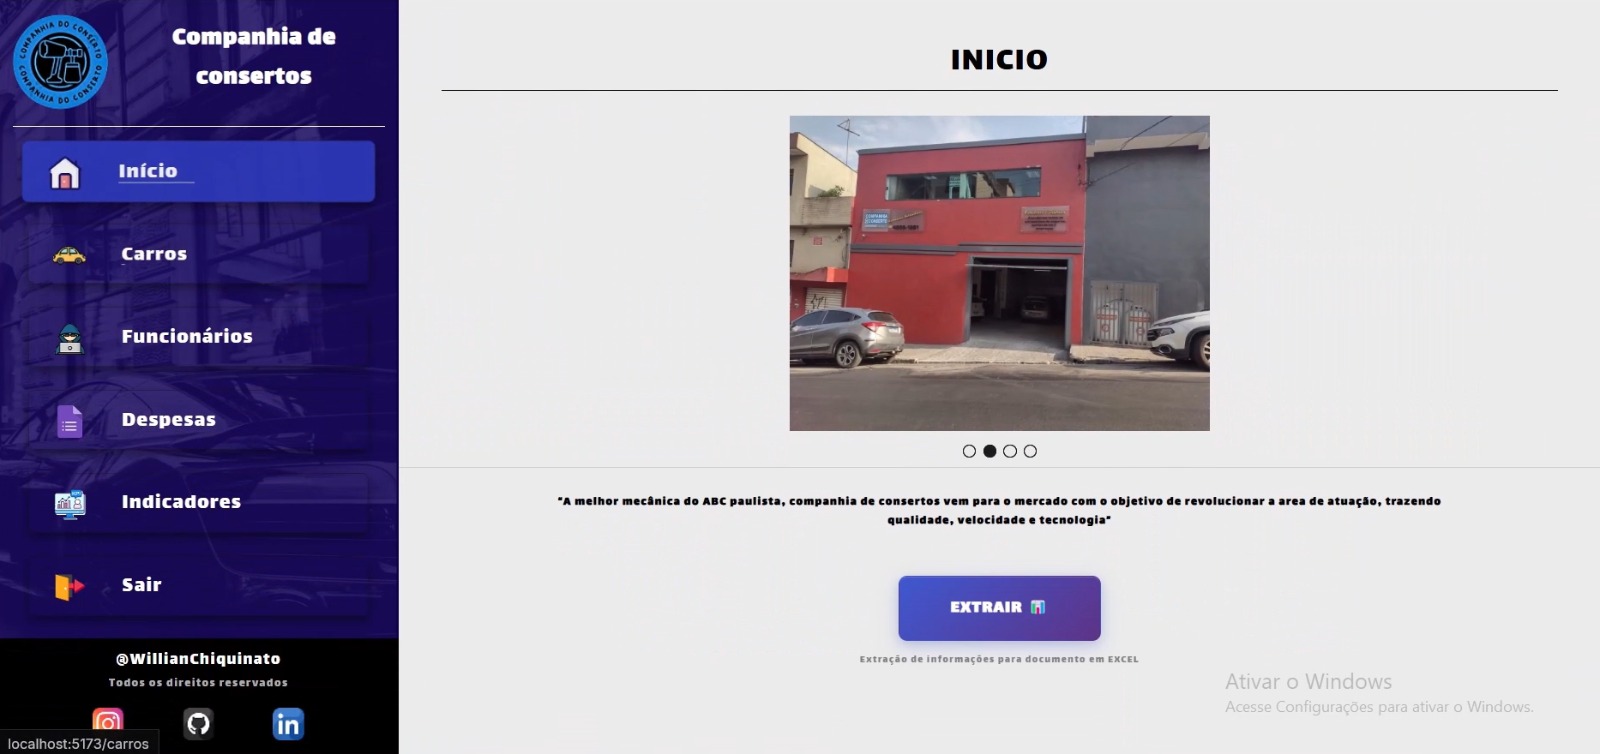 COMPANHIA DO CONSERTO
COMPANHIA DO CONSERTO
Companhia de
consertos
Início
Carros
Funcionários
Despesas
Indicadores
Sair
@WillianChiquinato
Todos os direitos reservados
in
localhost:5173/carros
INICIO
"A melhor mecânica do ABC paulista, companhia de consertos vem para o mercado com o objetivo de revolucionar a area de atuação, trazendo
qualidade, velocidade e tecnologia"
EXTRAIR
Extração de informações para documento em EXCEL
Ativar o Windows
Acesse Configurações para ativar o Windows.